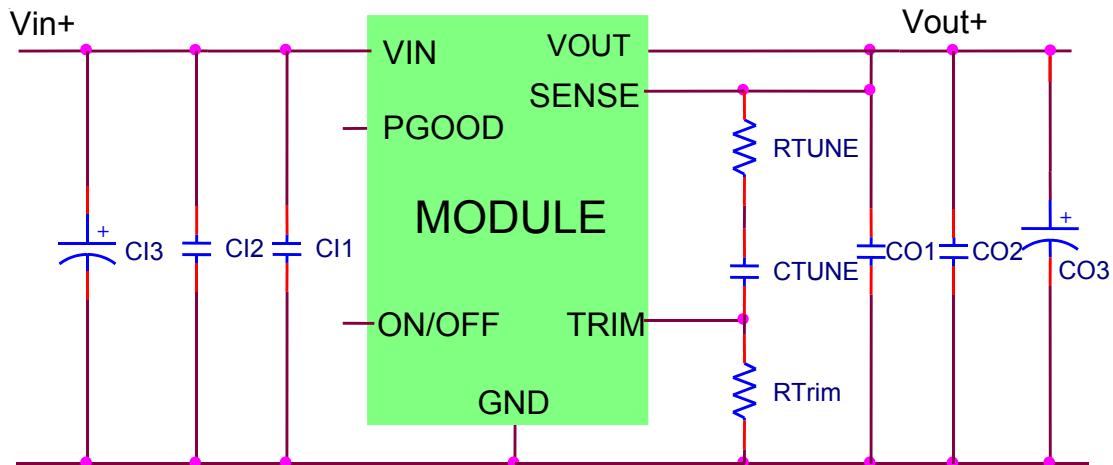 Vin+
Vout+
VIN
VOUT
SENSE
PGOOD
RTUNE
MODULE
+
CI3
CI2
CI1
CTUNE
CO1
CO2
+
CO3
ON/OFF
TRIM
RTrim
GND